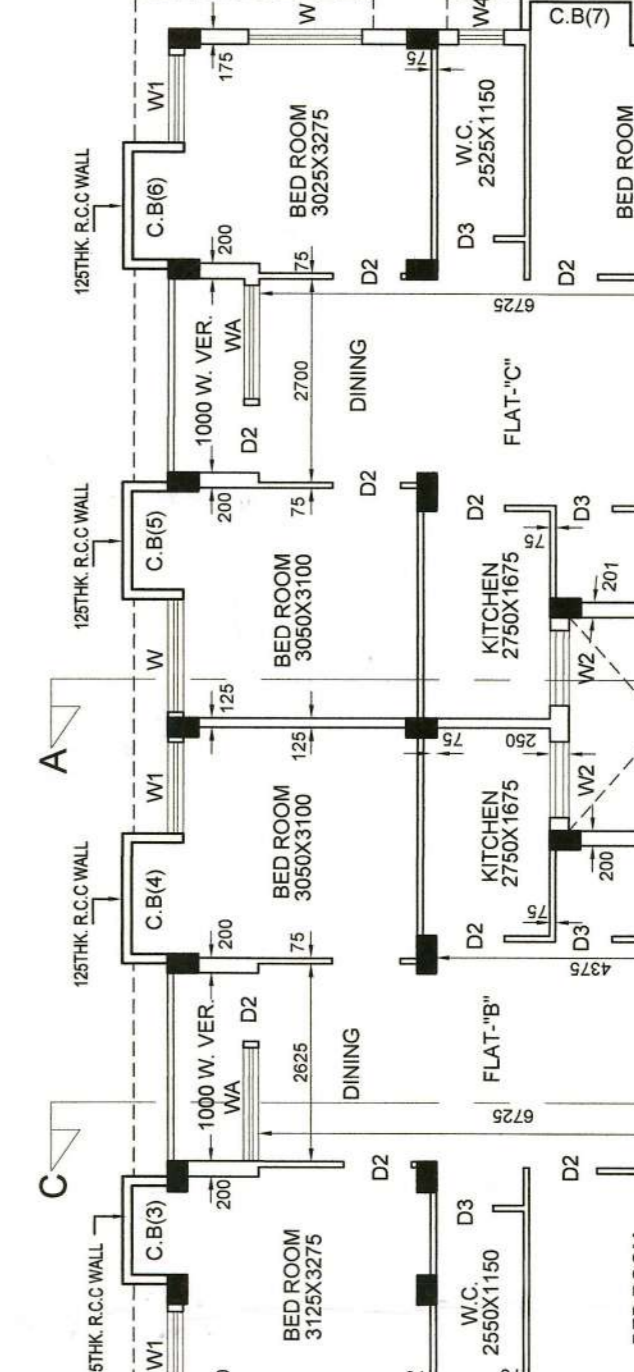 W
W4
C.B(7)
175
75
W1
BED ROOM
3025X3275
W.C.
2525X1150
BED ROOM
125THK. R.C.C WALL
C.B(6)
200
75
D2
D3
D2
6725
1000 W. VER.
WA
2700
DINING
FLAT-"C"
D2
125THK. R.C.C WALL
C.B(5)
200
75
D2
D2
D3
75
BED ROOM
3050X3100
KITCHEN
2750X1675
201
W
W2
A
125
125
75
250
W1
W2
BED ROOM
3050X3100
KITCHEN
2750X1675
200
125THK. R.C.C WALL
C.B(4)
200
75
D2
75
D3
4375
1000 W. VER.
D2
WA
2625
DINING
FLAT-"B"
6725
C
200
D2
D3
D2
C.B(3)
5THK. R.C.C WALL
BED ROOM
3125X3275
W.C.
2550X1150
W1